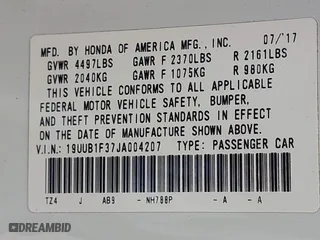 MFD. BY HONDA OF AMERICA MFG., INC. 07/'17
GVWR 4497LBS GAWR F 2370LBS R 2161LBS
GVWR 2040KG GAWR F 1075KG R 980KG
THIS VEHICLE CONFORMS TO ALL APPLICABLE
FEDERAL MOTOR VEHICLE SAFETY, BUMPER,
AND THEFT PREVENTION STANDARDS IN EFFECT
ON THE DATE OF MANUFACTURE SHOWN ABOVE.
V.I.N.: 19UUB1F37JA004207 TYPE: PASSENGER CAR
TZ4 J AB9 - NH788P - A - A
DREAMBID